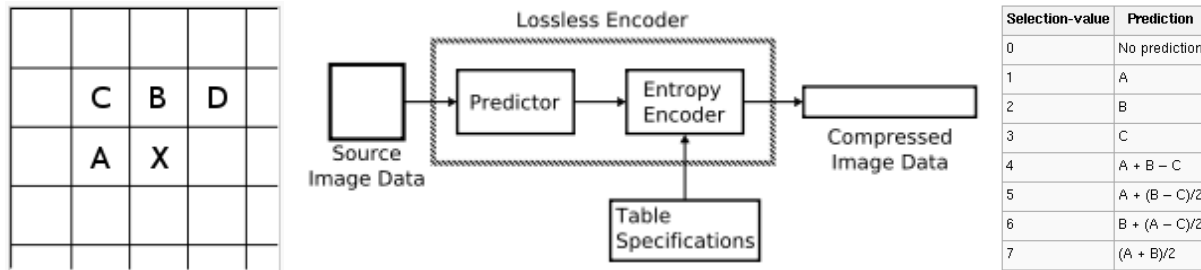 C B D
A X
Lossless Encoder
Predictor
Entropy
Encoder
Source
Image Data
Compressed
Image Data
Table
Specifications
Selection-value Prediction
0 No prediction
1 A
2 B
3 C
4 A + B – C
5 A + (B – C)/2
6 B + (A – C)/2
7 (A + B)/2